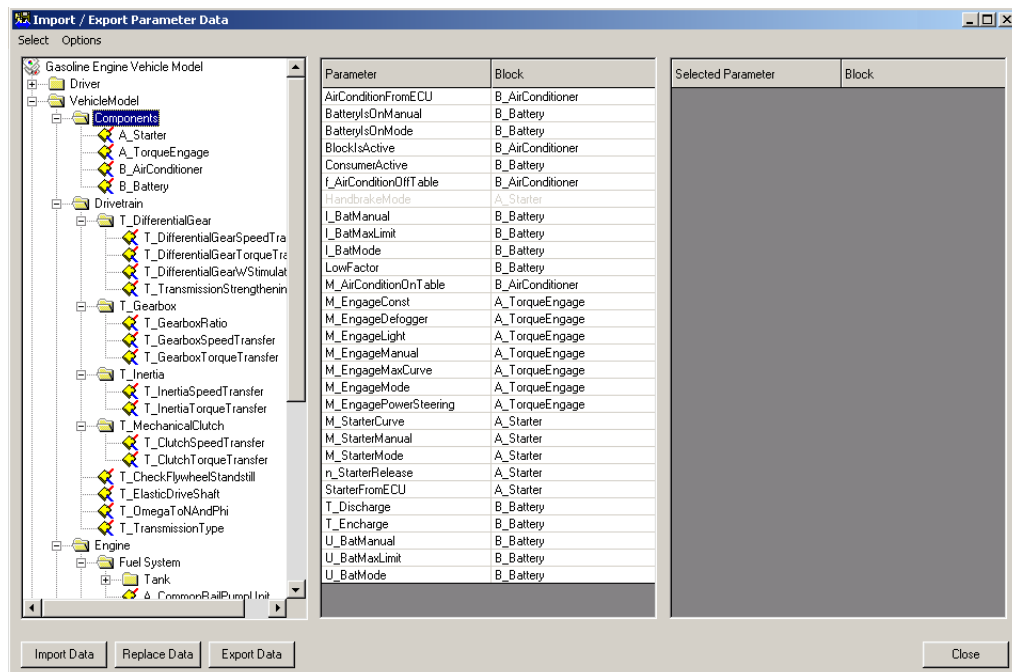 Import / Export Parameter Data
Select Options
Gasoline Engine Vehicle Model
Driver
VehicleModel
Components
A_Starter
A_TorqueEngage
B_AirConditioner
B_Battery
Drivetrain
T_DifferentialGear
T_DifferentialGearSpeedTra
T_DifferentialGearTorqueTra
T_DifferentialGearWStimulat
T_TransmissionStrengthenin
T_Gearbox
T_GearboxRatio
T_GearboxSpeedTransfer
T_GearboxTorqueTransfer
T_Inertia
T_InertiaSpeedTransfer
T_InertiaTorqueTransfer
T_MechanicalClutch
T_ClutchSpeedTransfer
T_ClutchTorqueTransfer
T_CheckFlywheelStandstill
T_ElasticDriveShaft
T_OmegaToNAndPhi
T_TransmissionType
Engine
Fuel System
Tank
A_CommonRailPumpUnit
Parameter Block
AirConditionFromECU B_AirConditioner
BatteryIsOnManual B_Battery
BatteryIsOnMode B_Battery
BlockIsActive B_AirConditioner
ConsumerActive B_Battery
f_AirConditionOffTable B_AirConditioner
HandbrakeMode A_Starter
I_BatManual B_Battery
I_BatMaxLimit B_Battery
I_BatMode B_Battery
LowFactor B_Battery
M_AirConditionOnTable B_AirConditioner
M_EngageConst A_TorqueEngage
M_EngageDefogger A_TorqueEngage
M_EngageLight A_TorqueEngage
M_EngageManual A_TorqueEngage
M_EngageMaxCurve A_TorqueEngage
M_EngageMode A_TorqueEngage
M_EngagePowerSteering A_TorqueEngage
M_StarterCurve A_Starter
M_StarterManual A_Starter
M_StarterMode A_Starter
n_StarterRelease A_Starter
StarterFromECU A_Starter
T_Discharge B_Battery
T_Encharge B_Battery
U_BatManual B_Battery
U_BatMaxLimit B_Battery
U_BatMode B_Battery
Selected Parameter Block
Import Data Replace Data Export Data Close